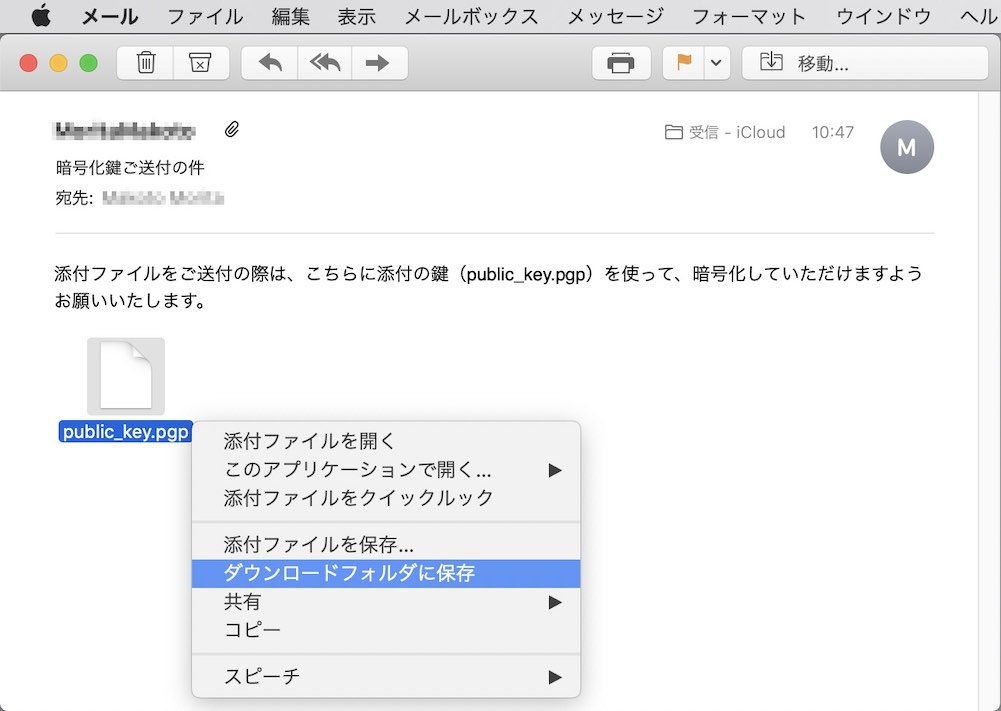 メール ファイル 編集 表示 メールボックス メッセージ フォーマット ウインドウ ヘル
移動...
受信 - iCloud 10:47
M
暗号化鍵ご送付の件
宛先:
添付ファイルをご送付の際は、こちらに添付の鍵（public_key.pgp）を使って、暗号化していただけますよう
お願いいたします。
public_key.pgp
添付ファイルを開く
このアプリケーションで開く...
添付ファイルをクイックルック
添付ファイルを保存...
ダウンロードフォルダに保存
共有
コピー
スピーチ